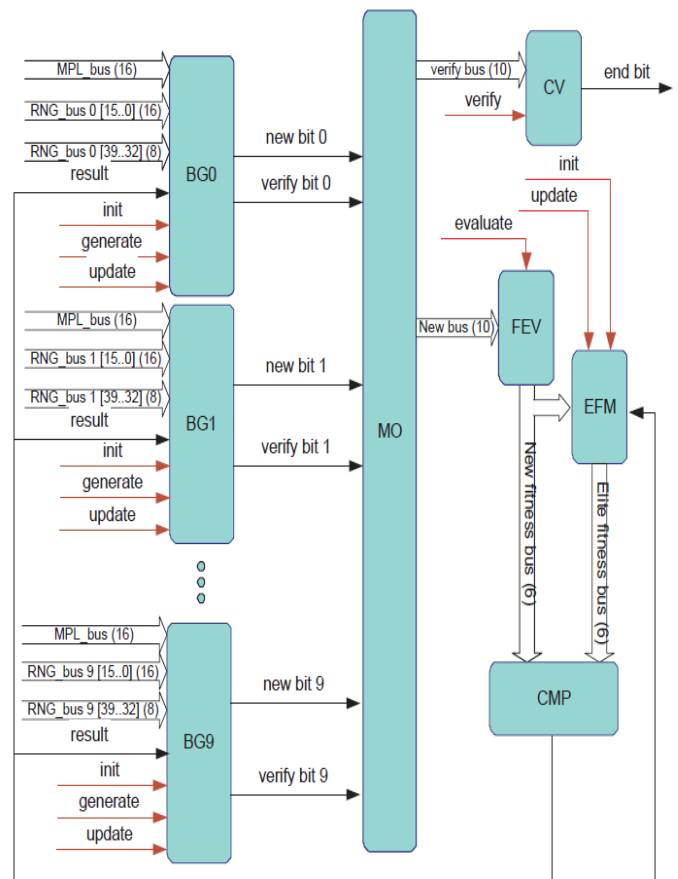 MPL_bus (16)
RNG_bus 0 [15..0] (16)
RNG_bus 0 [39..32] (8)
result
init
generate
update
BG0
new bit 0
verify bit 0
MPL_bus (16)
RNG_bus 1 [15..0] (16)
RNG_bus 1 [39..32] (8)
result
init
generate
update
BG1
new bit 1
verify bit 1
MPL_bus (16)
RNG_bus 9 [15..0] (16)
RNG_bus 9 [39..32] (8)
result
init
generate
update
BG9
new bit 9
verify bit 9
MO
verify bus (10)
verify
CV
end bit
init
update
evaluate
New bus (10)
FEV
EFM
New fitness bus (6)
Elite fitness bus (6)
CMP